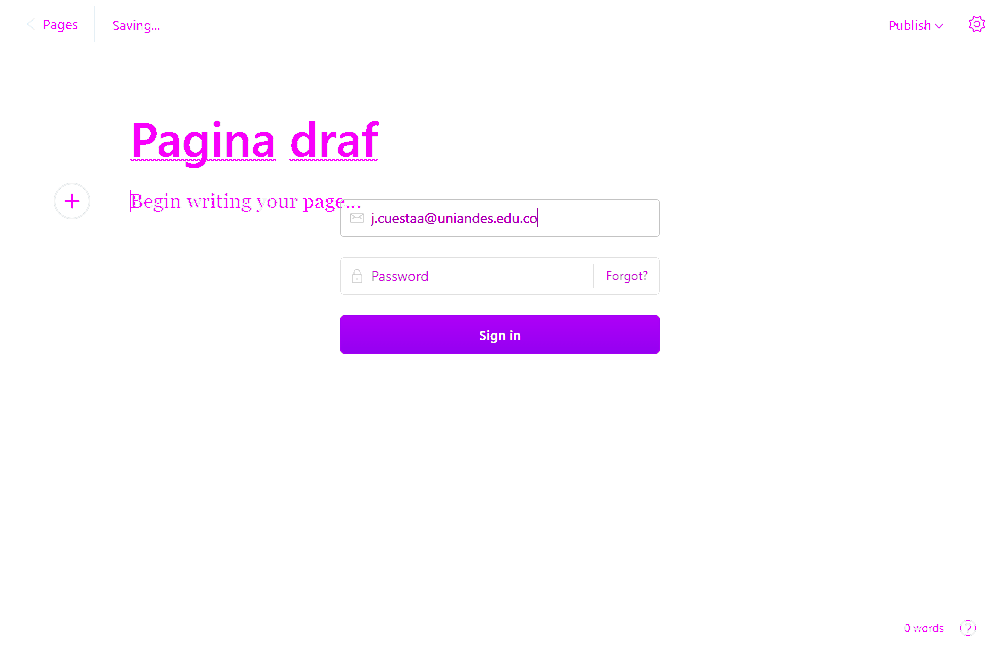 Pages
Saving...
Publish
Pagina draf
Begin writing your page...
j.cuestaa@uniandes.edu.co
Password
Forgot?
Sign in
0 words